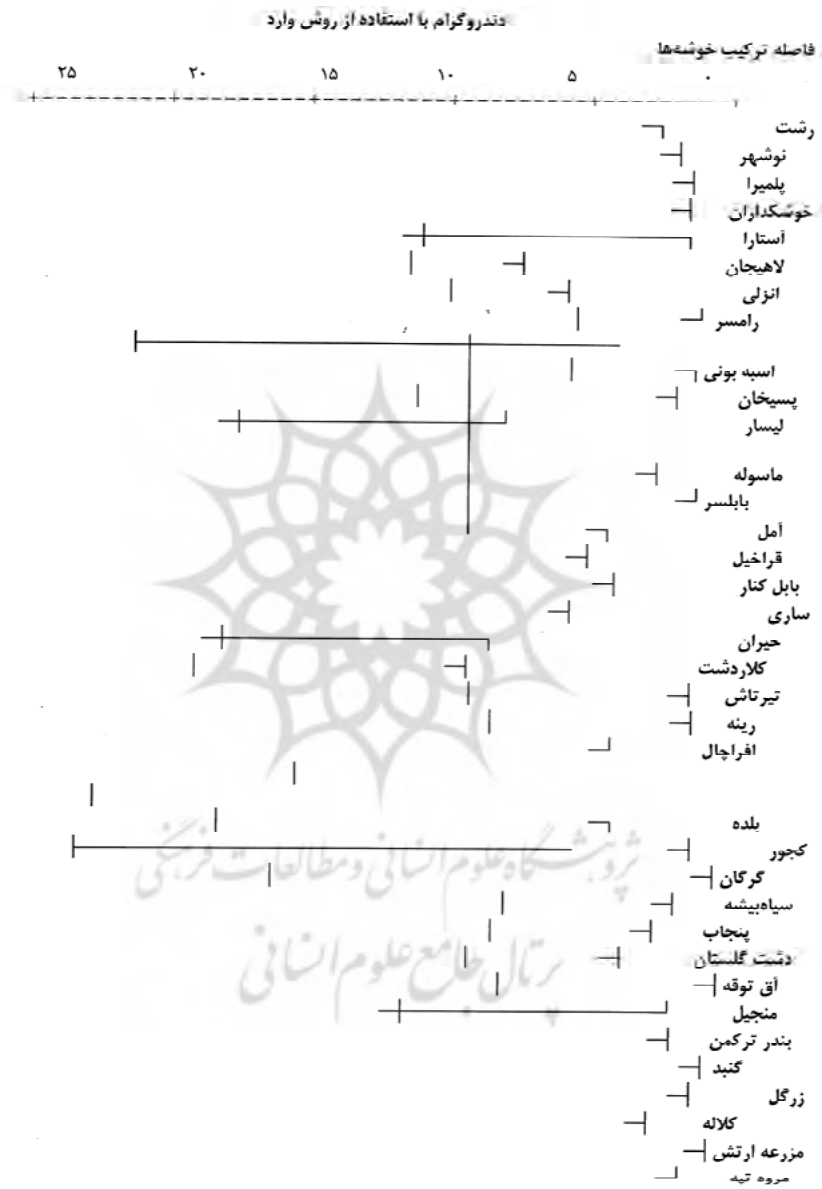 دندروگرام با استفاده از روش وارد
فاصله ترکیب خوشه‌ها
۲۵ ۲۰ ۱۵ ۱۰ ۵ ۰
رشت
نوشهر
پلمیرا
خوشکداران
آستارا
لاهیجان
انزلی
رامسر
اسبه بونی
پسیخان
لیسار
ماسوله
بابلسر
آمل
قراخیل
بابل کنار
ساری
حیران
کلاردشت
تیرتاش
رینه
افراچال
بلده
کجور
گرگان
سیاه‌بیشه
پنجاب
دشت گلستان
آق توقه
منجیل
بندر ترکمن
گنبد
زرگل
کلاله
مزرعه ارتش
مروه تپه
پژوهشگاه علوم انسانی و مطالعات فرهنگی
پرتال جامع علوم انسانی